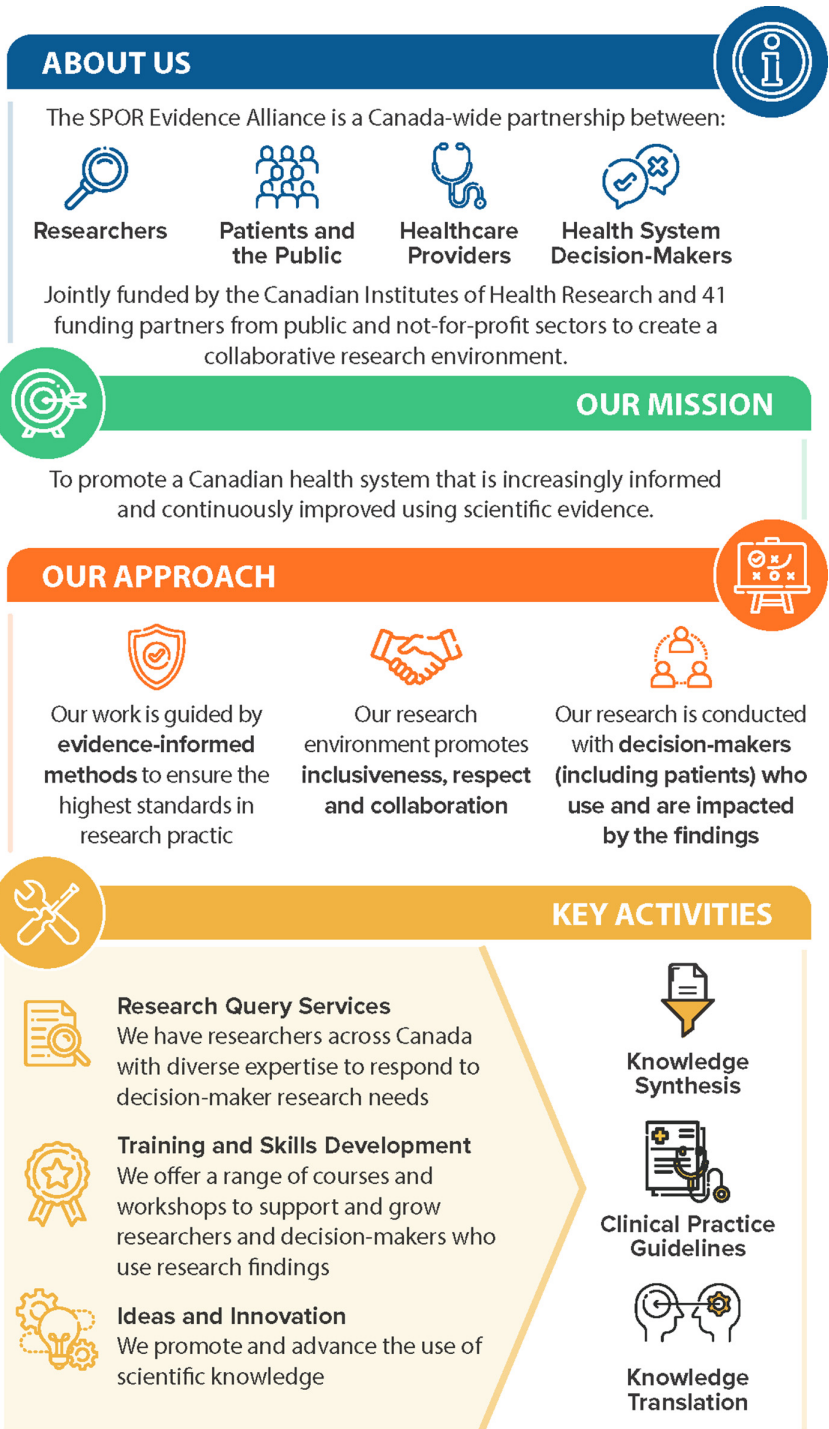 ABOUT US
The SPOR Evidence Alliance is a Canada-wide partnership between:
Researchers
Patients and
the Public
Healthcare
Providers
Health System
Decision-Makers
Jointly funded by the Canadian Institutes of Health Research and 41
funding partners from public and not-for-profit sectors to create a
collaborative research environment.
OUR MISSION
To promote a Canadian health system that is increasingly informed
and continuously improved using scientific evidence.
OUR APPROACH
Our work is guided by
evidence-informed
methods to ensure the
highest standards in
research practic
Our research
environment promotes
inclusiveness, respect
and collaboration
Our research is conducted
with decision-makers
(including patients) who
use and are impacted
by the findings
KEY ACTIVITIES
Research Query Services
We have researchers across Canada
with diverse expertise to respond to
decision-maker research needs
Training and Skills Development
We offer a range of courses and
workshops to support and grow
researchers and decision-makers who
use research findings
Ideas and Innovation
We promote and advance the use of
scientific knowledge
Knowledge
Synthesis
Clinical Practice
Guidelines
Knowledge
Translation